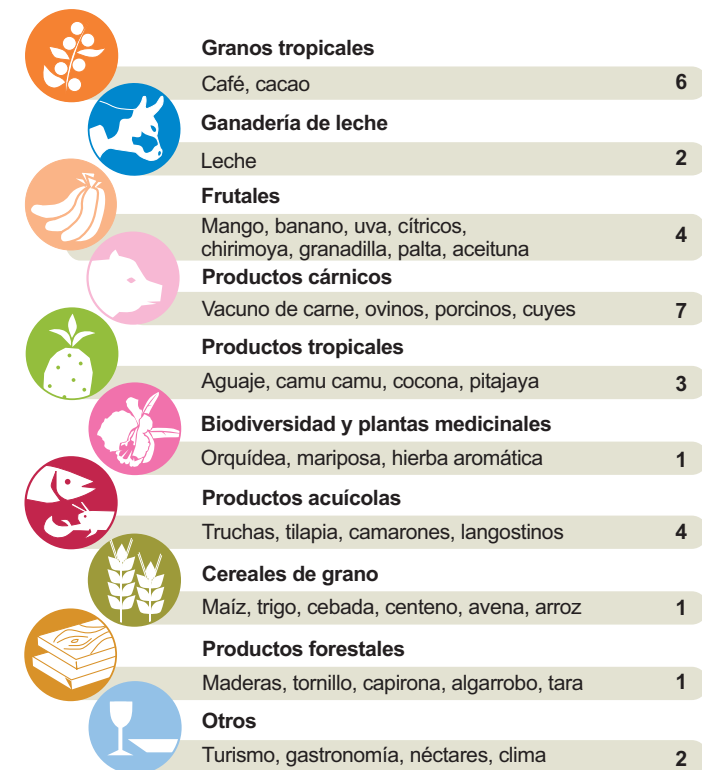 Granos tropicales
Café, cacao 6
Ganadería de leche
Leche 2
Frutales
Mango, banano, uva, cítricos,
chirimoya, granadilla, palta, aceituna 4
Productos cárnicos
Vacuno de carne, ovinos, porcinos, cuyes 7
Productos tropicales
Aguaje, camu camu, cocona, pitajaya 3
Biodiversidad y plantas medicinales
Orquídea, mariposa, hierba aromática 1
Productos acuícolas
Truchas, tilapia, camarones, langostinos 4
Cereales de grano
Maíz, trigo, cebada, centeno, avena, arroz 1
Productos forestales
Maderas, tornillo, capirona, algarrobo, tara 1
Otros
Turismo, gastronomía, néctares, clima 2